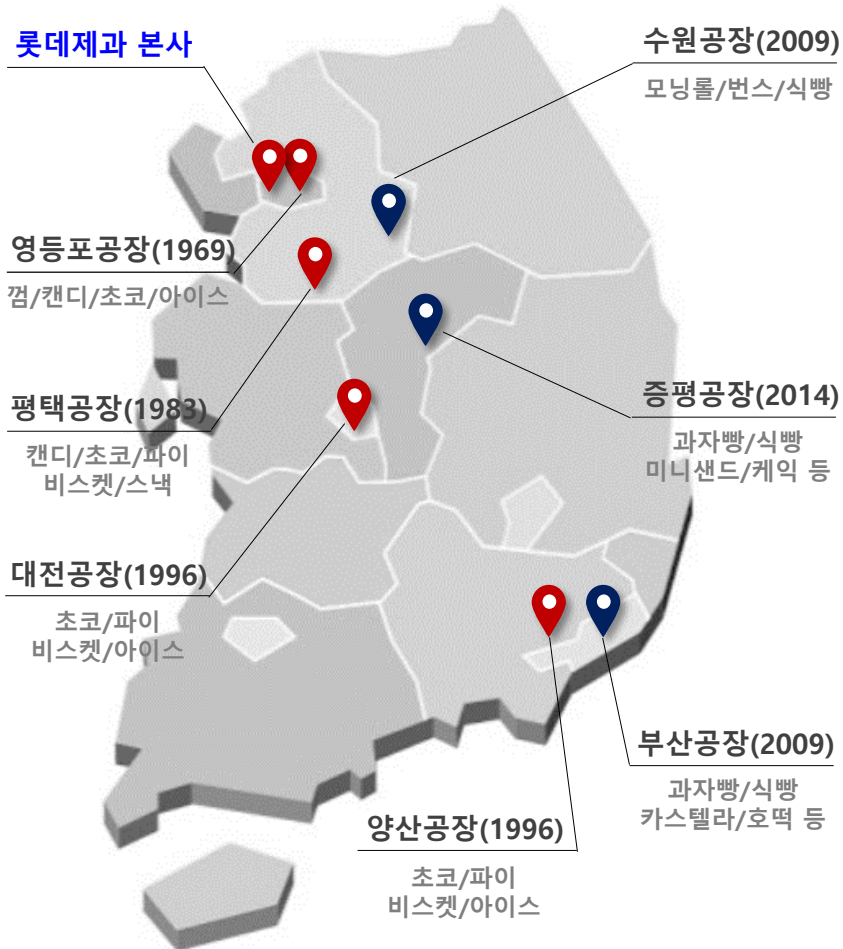 롯데제과 본사
수원공장(2009)
모닝롤/번스/식빵
영등포공장(1969)
껌/캔디/초코/아이스
평택공장(1983)
캔디/초코/파이
비스켓/스낵
증평공장(2014)
과자빵/식빵
미니샌드/케익 등
대전공장(1996)
초코/파이
비스켓/아이스
부산공장(2009)
과자빵/식빵
카스텔라/호떡 등
양산공장(1996)
초코/파이
비스켓/아이스